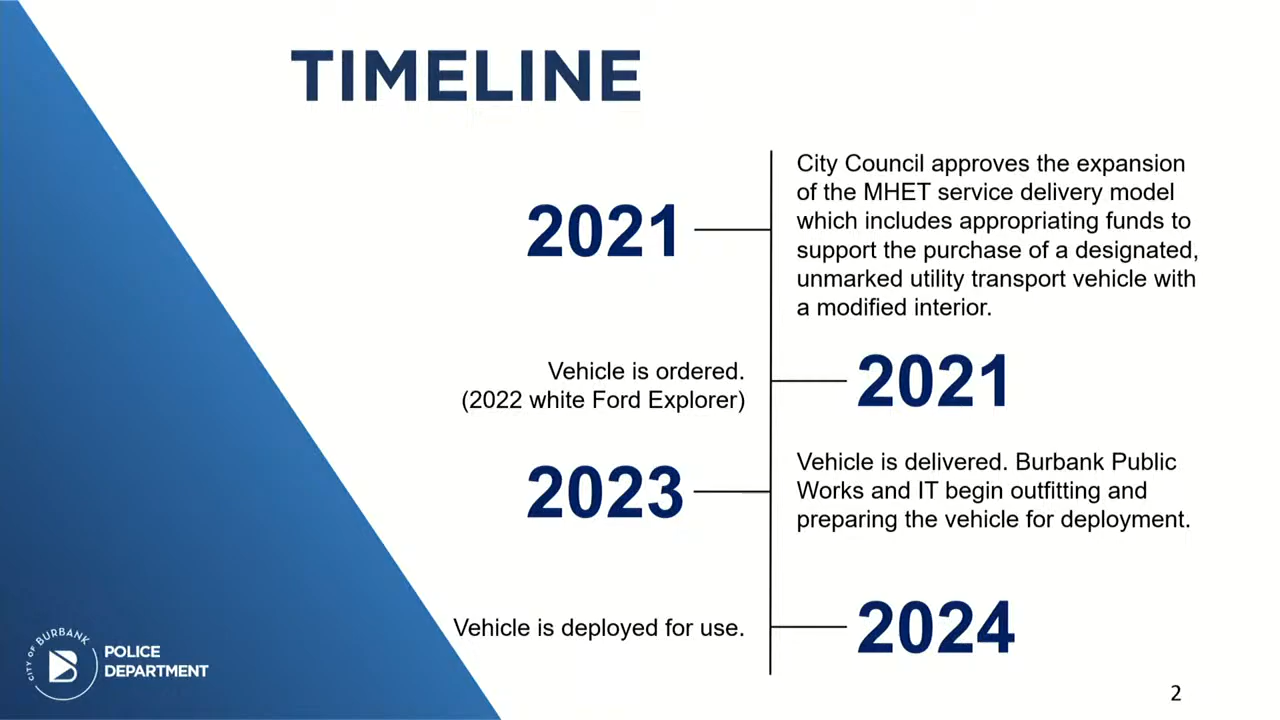 TIMELINE
2021
City Council approves the expansion
of the MHET service delivery model
which includes appropriating funds to
support the purchase of a designated,
unmarked utility transport vehicle with
a modified interior.
Vehicle is ordered.
(2022 white Ford Explorer)
2021
2023
Vehicle is delivered. Burbank Public
Works and IT begin outfitting and
preparing the vehicle for deployment.
Vehicle is deployed for use.
2024
CITY OF BURBANK
POLICE
DEPARTMENT
2